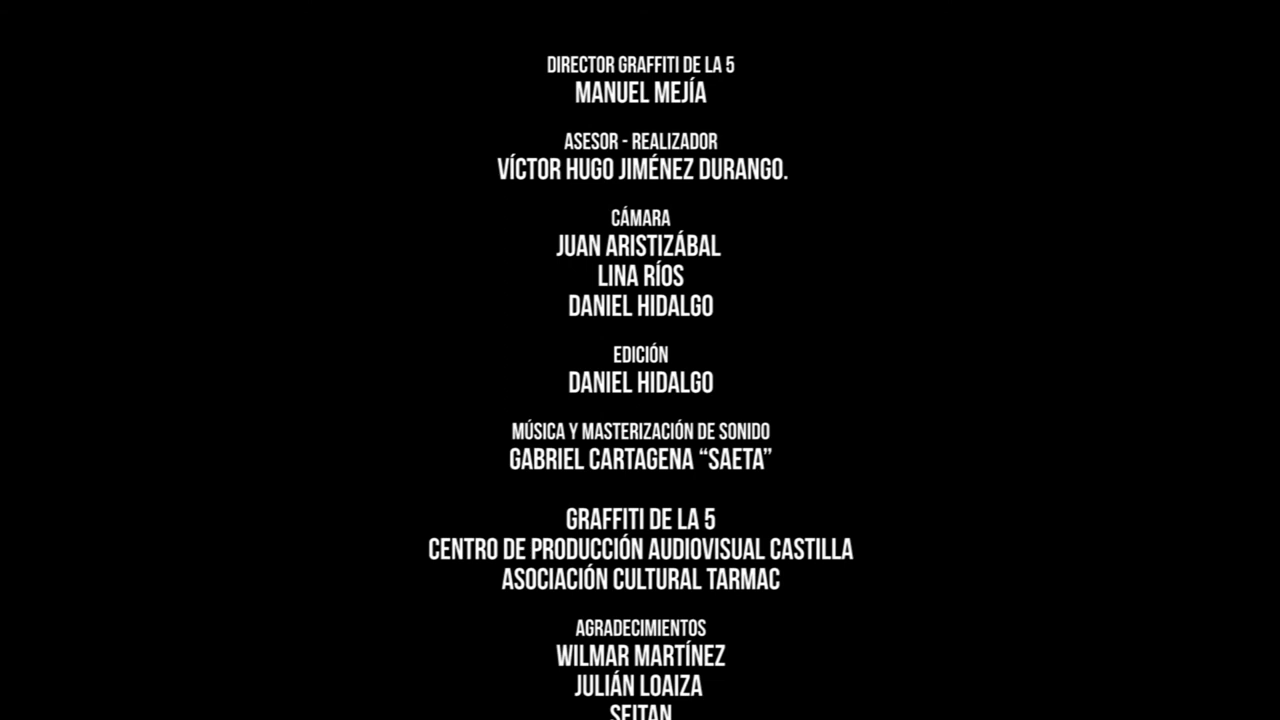 DIRECTOR GRAFFITI DE LA 5
MANUEL MEJÍA
ASESOR - REALIZADOR
VÍCTOR HUGO JIMÉNEZ DURANGO.
CÁMARA
JUAN ARISTIZÁBAL
LINA RÍOS
DANIEL HIDALGO
EDICIÓN
DANIEL HIDALGO
MÚSICA Y MASTERIZACIÓN DE SONIDO
GABRIEL CARTAGENA “SAETA”
GRAFFITI DE LA 5
CENTRO DE PRODUCCIÓN AUDIOVISUAL CASTILLA
ASOCIACIÓN CULTURAL TARMAC
AGRADECIMIENTOS
WILMAR MARTÍNEZ
JULIÁN LOAIZA